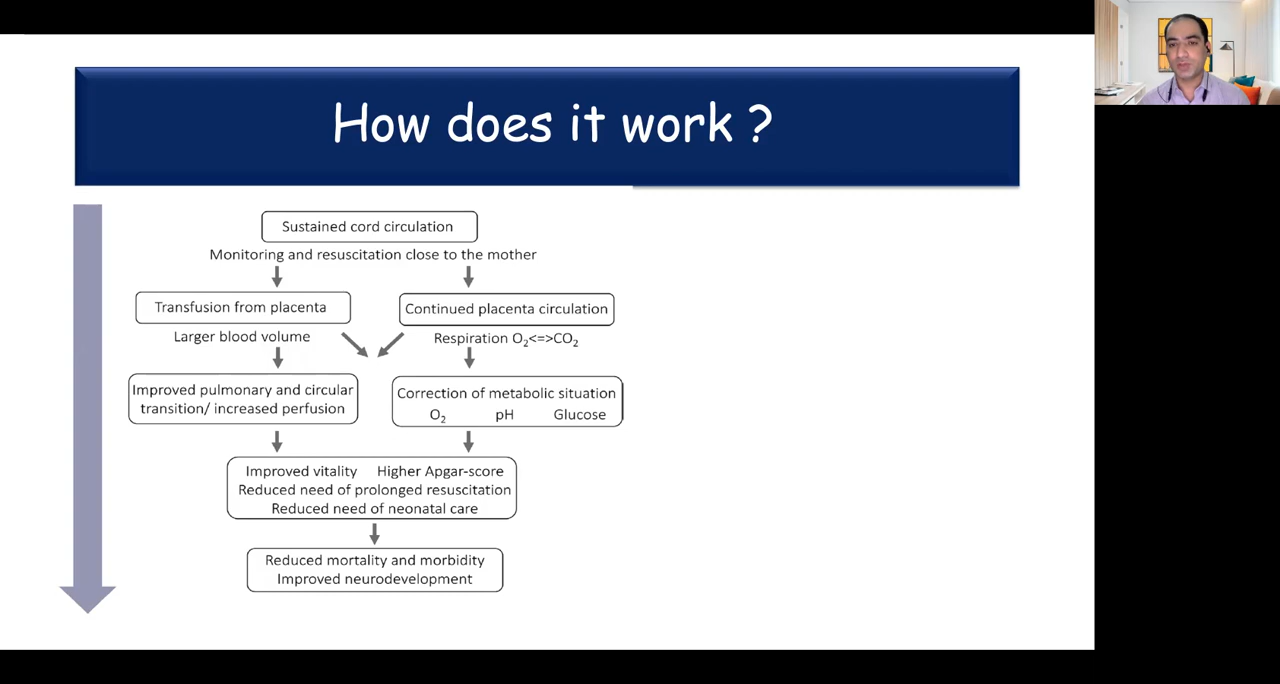 How does it work ?
Sustained cord circulation
Monitoring and resuscitation close to the mother
Transfusion from placenta
Continued placenta circulation
Larger blood volume
Respiration O₂<=>CO₂
Improved pulmonary and circular
transition/ increased perfusion
Correction of metabolic situation
O₂ pH Glucose
Improved vitality Higher Apgar-score
Reduced need of prolonged resuscitation
Reduced need of neonatal care
Reduced mortality and morbidity
Improved neurodevelopment